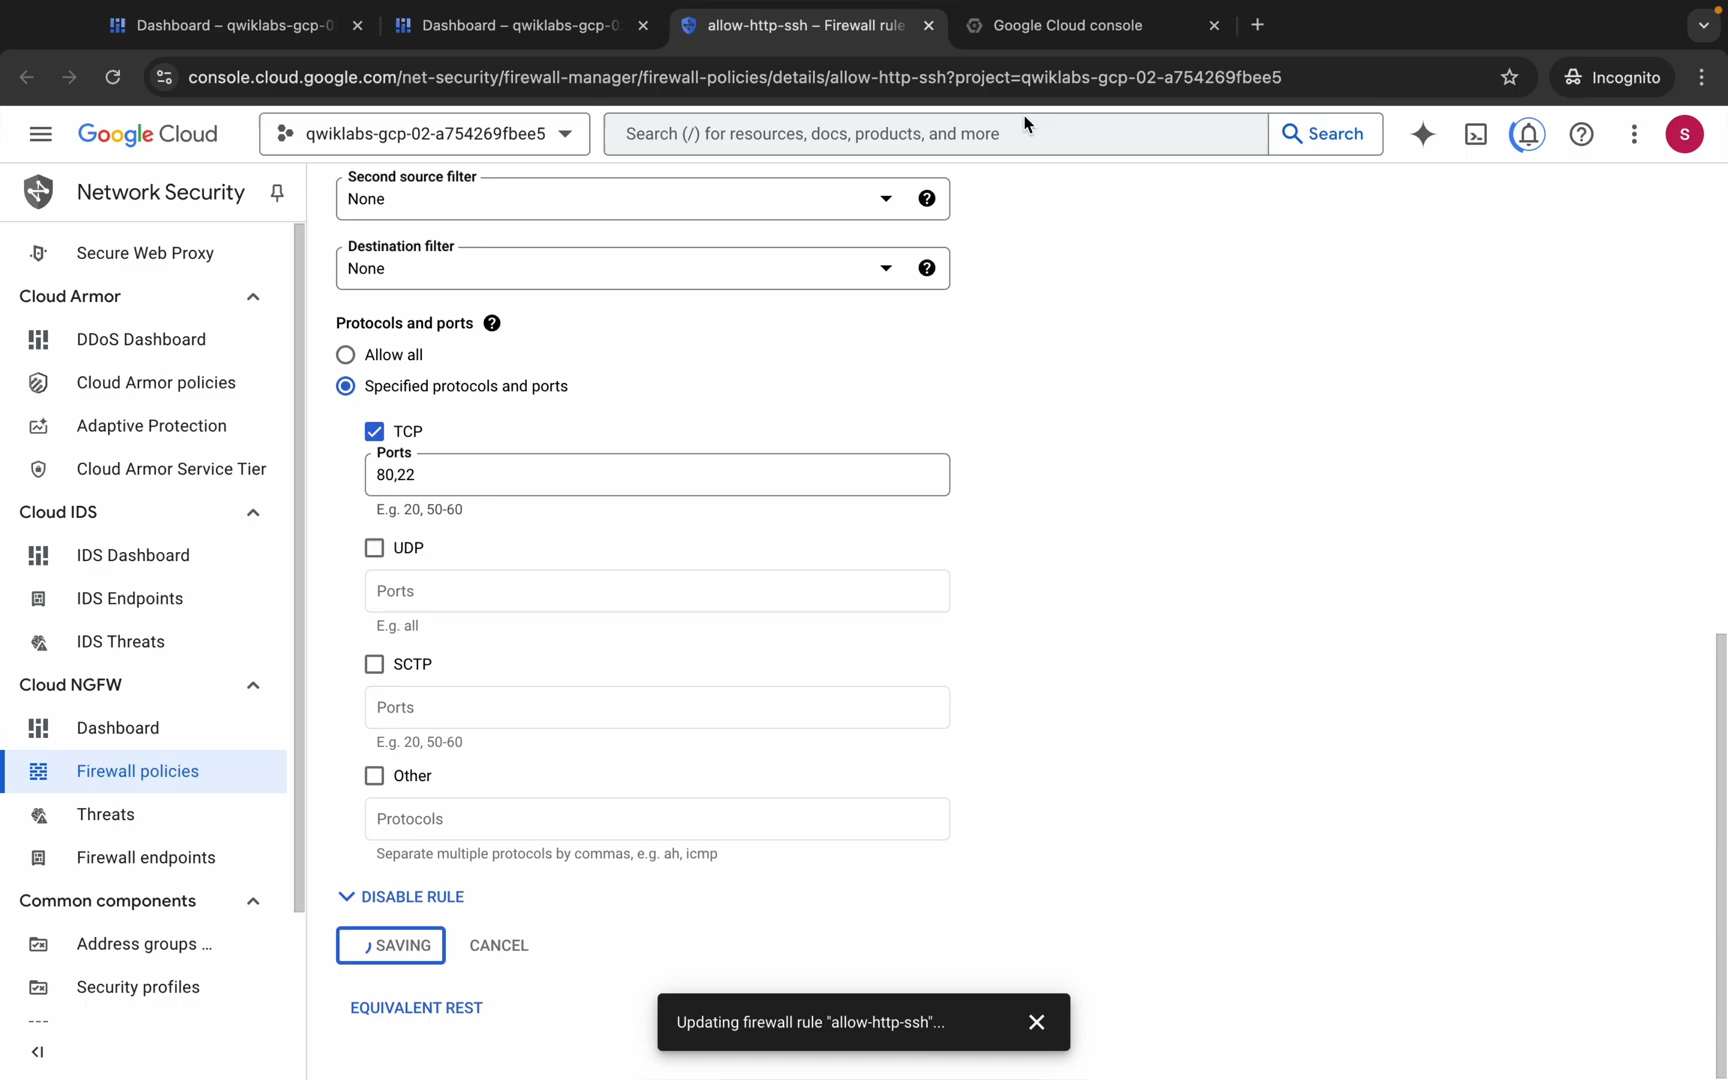 Dashboard – qwiklabs-gcp-0
Dashboard – qwiklabs-gcp-0
allow-http-ssh – Firewall rule
Google Cloud console
console.cloud.google.com/net-security/firewall-manager/firewall-policies/details/allow-http-ssh?project=qwiklabs-gcp-02-a754269fbee5
Incognito
Google Cloud
qwiklabs-gcp-02-a754269fbee5
Search (/) for resources, docs, products, and more
Search
S
Network Security
Secure Web Proxy
Cloud Armor
DDoS Dashboard
Cloud Armor policies
Adaptive Protection
Cloud Armor Service Tier
Cloud IDS
IDS Dashboard
IDS Endpoints
IDS Threats
Cloud NGFW
Dashboard
Firewall policies
Threats
Firewall endpoints
Common components
Address groups ...
Security profiles
Second source filter
None
Destination filter
None
Protocols and ports
Allow all
Specified protocols and ports
TCP
Ports
80,22
E.g. 20, 50-60
UDP
Ports
E.g. all
SCTP
Ports
E.g. 20, 50-60
Other
Protocols
Separate multiple protocols by commas, e.g. ah, icmp
DISABLE RULE
SAVING
CANCEL
EQUIVALENT REST
Updating firewall rule "allow-http-ssh"...